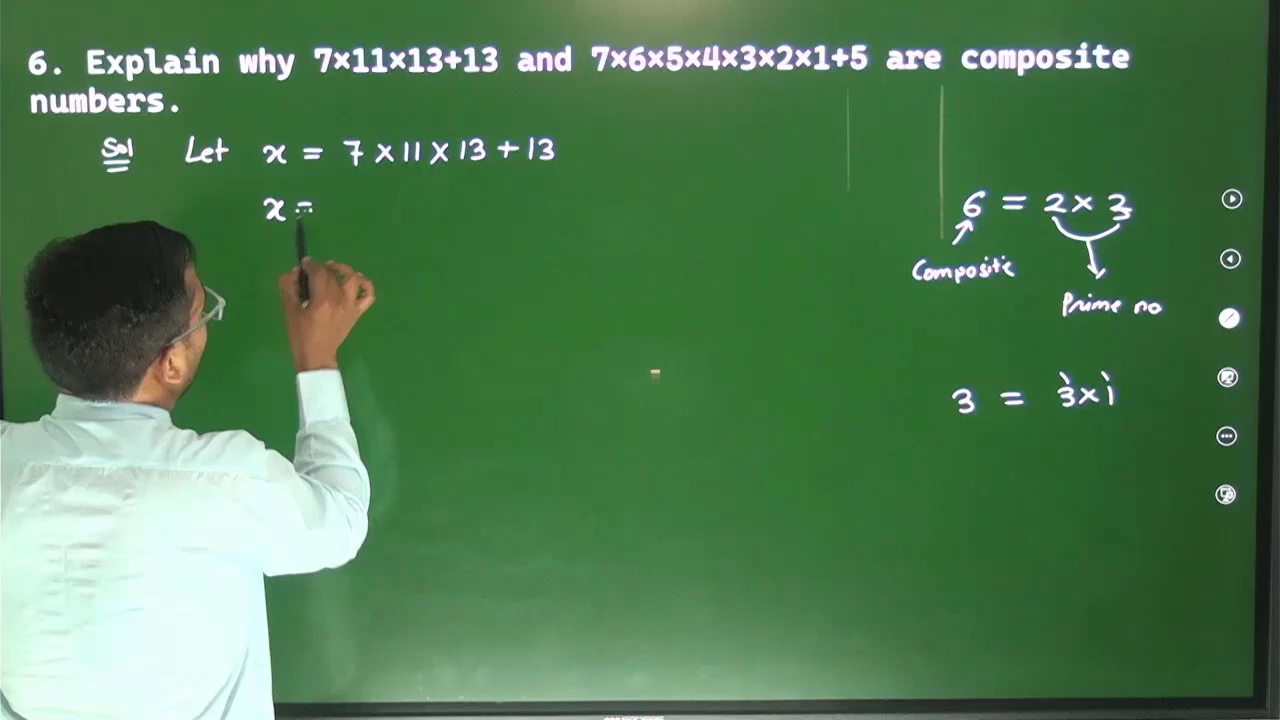 6. Explain why 7×11×13+13 and 7×6×5×4×3×2×1+5 are composite
numbers.
Sol Let x = 7 × 11 × 13 + 13
x =
6 = 2 × 3
Composite
Prime no
3 = 3 × 1